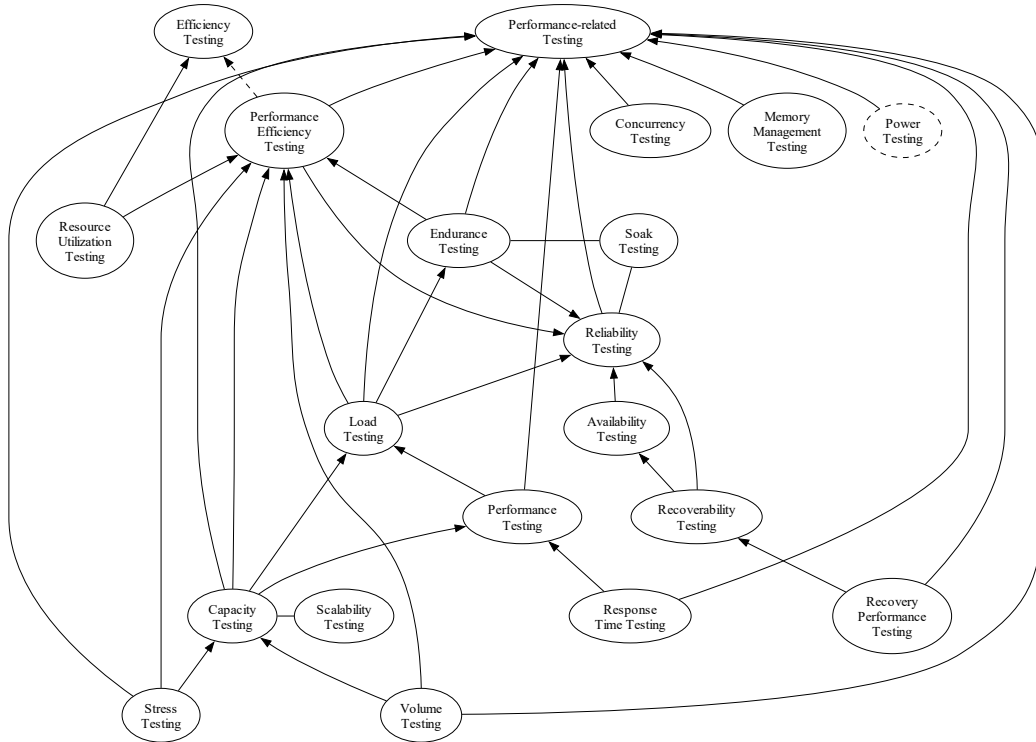 Efficiency
Testing
Performance-related
Testing
Performance
Efficiency
Testing
Concurrency
Testing
Memory
Management
Testing
Power
Testing
Resource
Utilization
Testing
Endurance
Testing
Soak
Testing
Reliability
Testing
Load
Testing
Availability
Testing
Performance
Testing
Recoverability
Testing
Capacity
Testing
Scalability
Testing
Response
Time Testing
Recovery
Performance
Testing
Stress
Testing
Volume
Testing